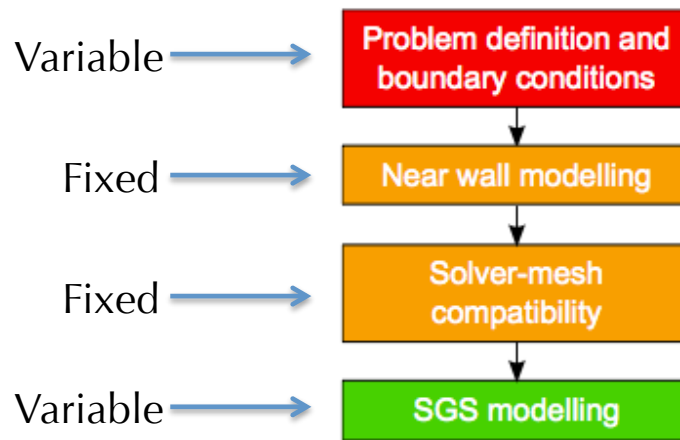 Variable
Problem definition and
boundary conditions
Fixed
Near wall modelling
Fixed
Solver-mesh
compatibility
Variable
SGS modelling